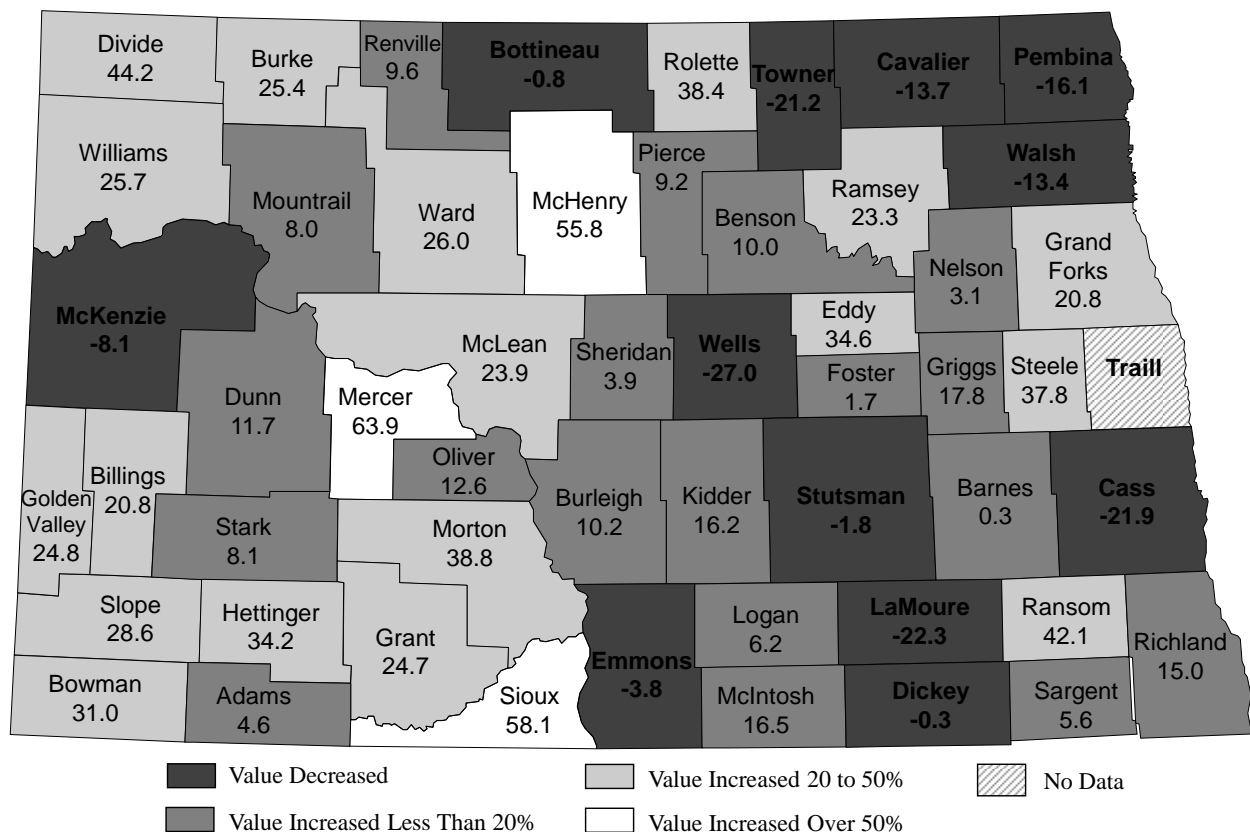 Divide
44.2
Burke
25.4
Renville
9.6
Bottineau
-0.8
Rolette
38.4
Towner
-21.2
Cavalier
-13.7
Pembina
-16.1
Williams
25.7
Mountrail
8.0
Ward
26.0
McHenry
55.8
Pierce
9.2
Benson
10.0
Ramsey
23.3
Walsh
-13.4
Nelson
3.1
Grand
Forks
20.8
McKenzie
-8.1
Dunn
11.7
Mercer
63.9
McLean
23.9
Sheridan
3.9
Wells
-27.0
Eddy
34.6
Foster
1.7
Griggs
17.8
Steele
37.8
Traill
Golden
Valley
24.8
Billings
20.8
Stark
8.1
Oliver
12.6
Morton
38.8
Burleigh
10.2
Kidder
16.2
Stutsman
-1.8
Barnes
0.3
Cass
-21.9
Slope
28.6
Hettinger
34.2
Grant
24.7
Emmons
-3.8
Logan
6.2
LaMoure
-22.3
Ransom
42.1
Richland
15.0
Bowman
31.0
Adams
4.6
Sioux
58.1
McIntosh
16.5
Dickey
-0.3
Sargent
5.6
Value Decreased
Value Increased 20 to 50%
No Data
Value Increased Less Than 20%
Value Increased Over 50%